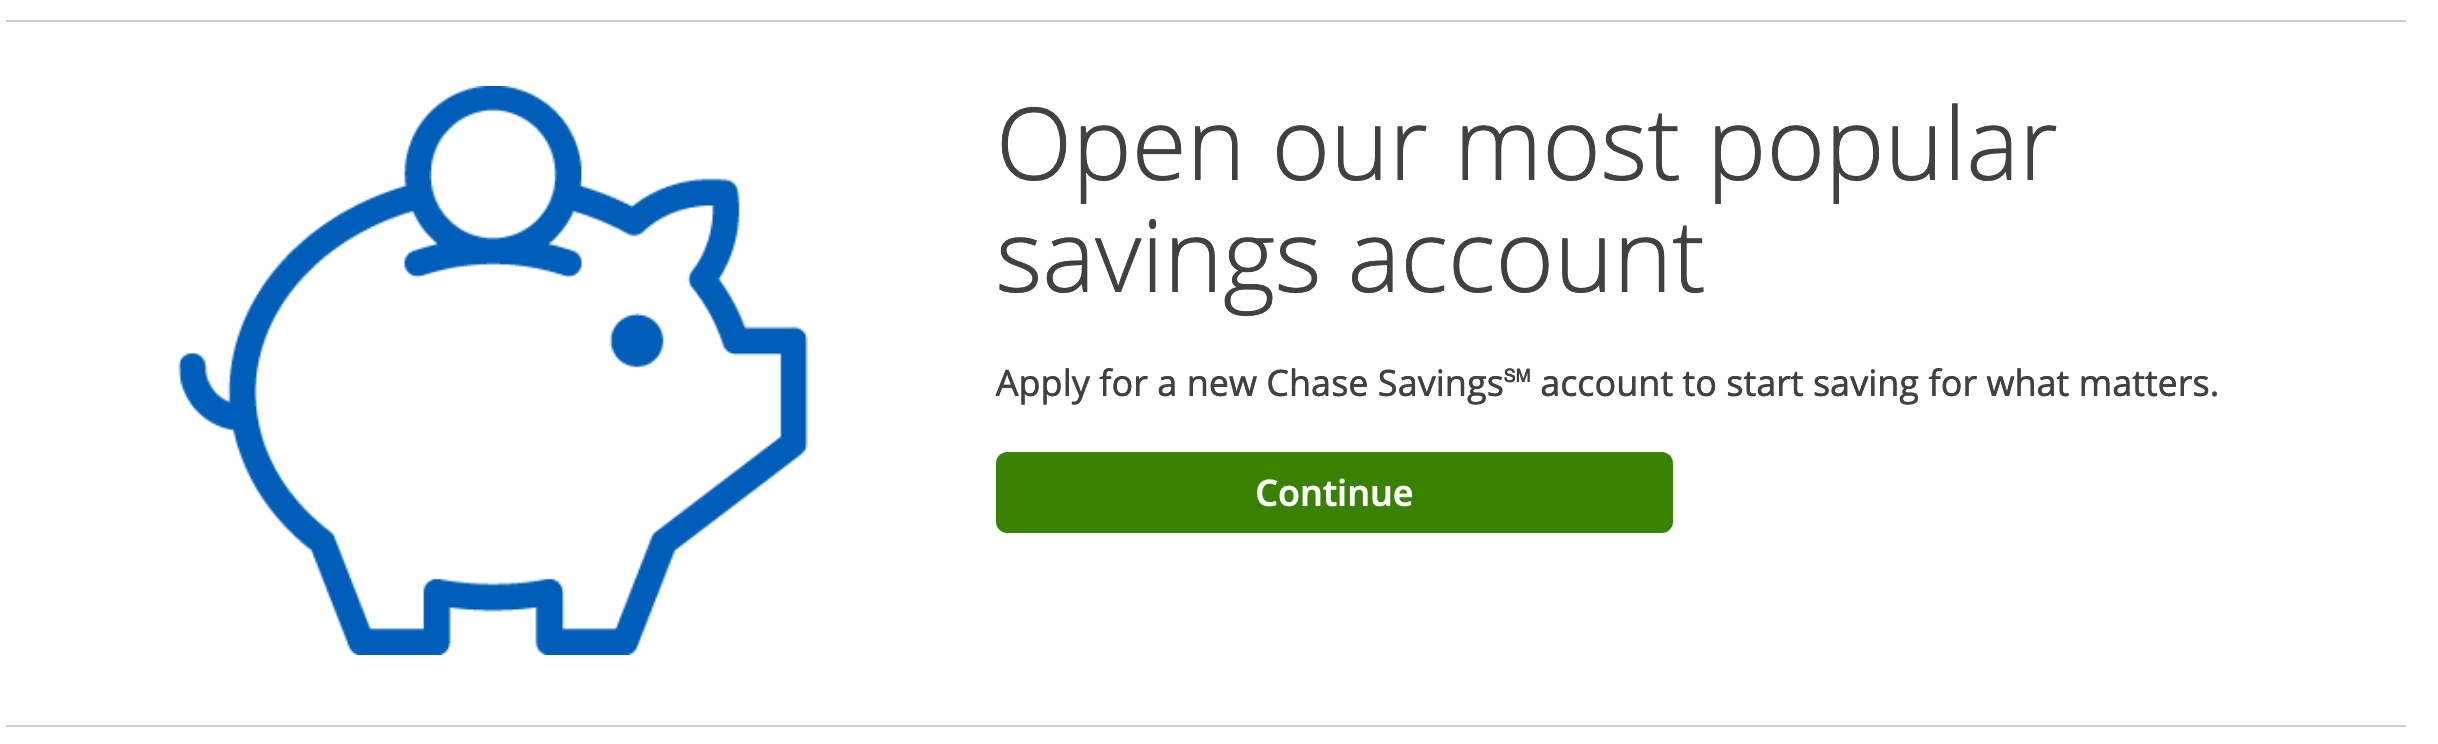 Open our most popular
savings account
Apply for a new Chase Savings℠ account to start saving for what matters.
Continue